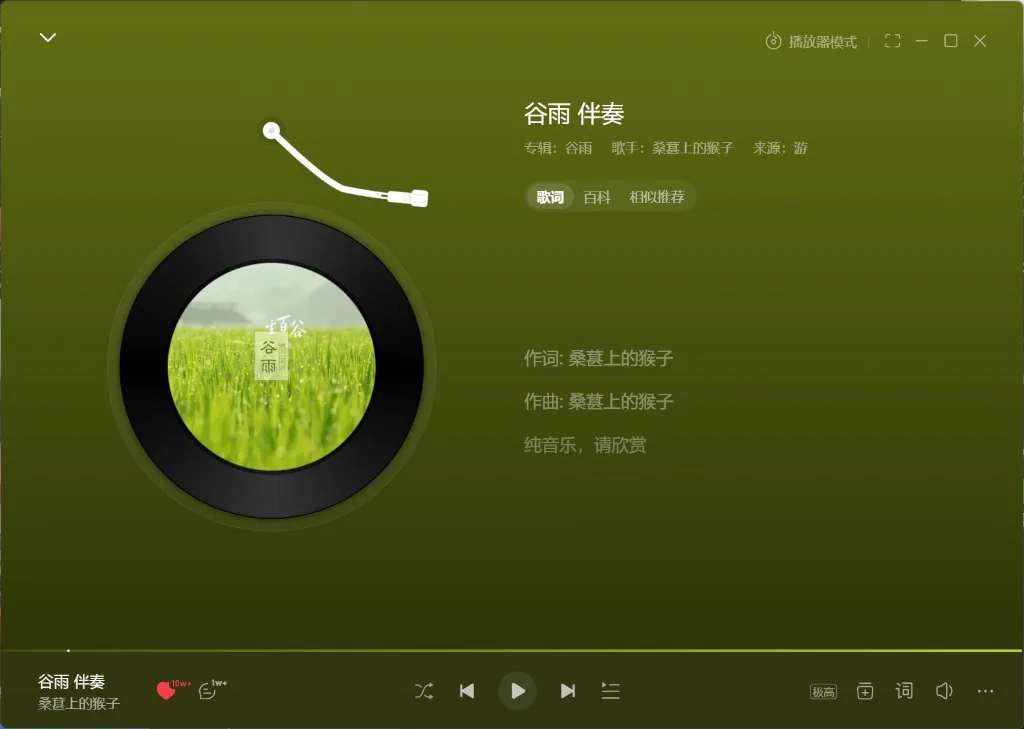 播放器模式
谷雨 伴奏
专辑：谷雨 歌手：桑葚上的猴子 来源：游
歌词 百科 相似推荐
谷
雨
作词: 桑葚上的猴子
作曲: 桑葚上的猴子
纯音乐，请欣赏
谷雨 伴奏
桑葚上的猴子
10w+ 1w+
极高 词